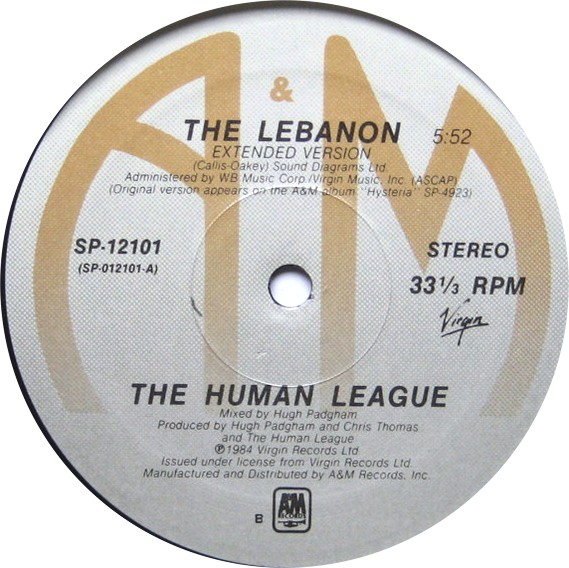 A & M
THE LEBANON 5:52
EXTENDED VERSION
(Callis-Oakey) Sound Diagrams Ltd.
Administered by WB Music Corp./Virgin Music, Inc. (ASCAP)
(Original version appears on the A&M album "Hysteria" SP-4923)
SP-12101
(SP-012101-A)
STEREO
33 1/3 RPM
Virgin
THE HUMAN LEAGUE
Mixed by Hugh Padgham
Produced by Hugh Padgham and Chris Thomas
and The Human League
℗1984 Virgin Records Ltd.
Issued under license from Virgin Records Ltd.
Manufactured and Distributed by A&M Records, Inc.
B
A&M
RECORDS